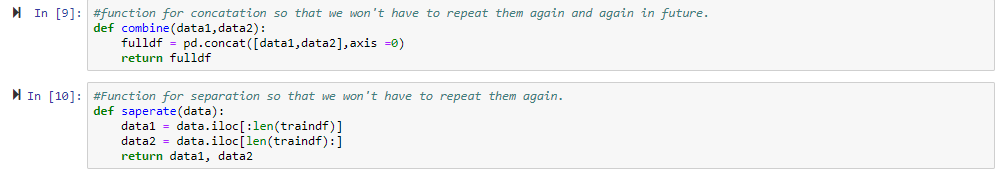 In [9]: #function for concatation so that we won't have to repeat them again and again in future.
def combine(data1,data2):
    fulldf = pd.concat([data1,data2],axis =0)
    return fulldf
In [10]: #Function for separation so that we won't have to repeat them again.
def saperate(data):
    data1 = data.iloc[:len(traindf)]
    data2 = data.iloc[len(traindf):]
    return data1, data2